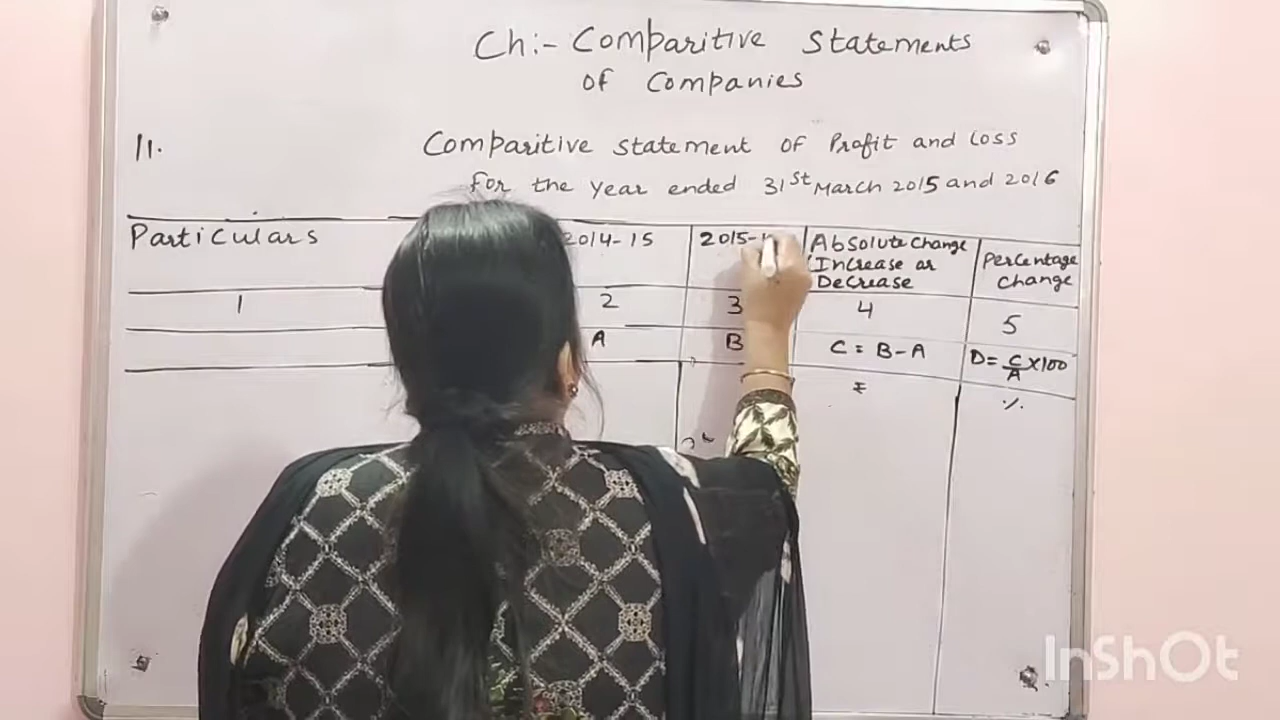 Ch:- Comparitive Statements
of Companies
11.
Comparitive statement of Profit and Loss
For the year ended 31st March 2015 and 2016
Particulars 2014-15 2015- Absolute Change Increase or Decrease Percentage Change
1 2 3 4 5
A B C = B-A D = C/A X100
₹ %
InShOt